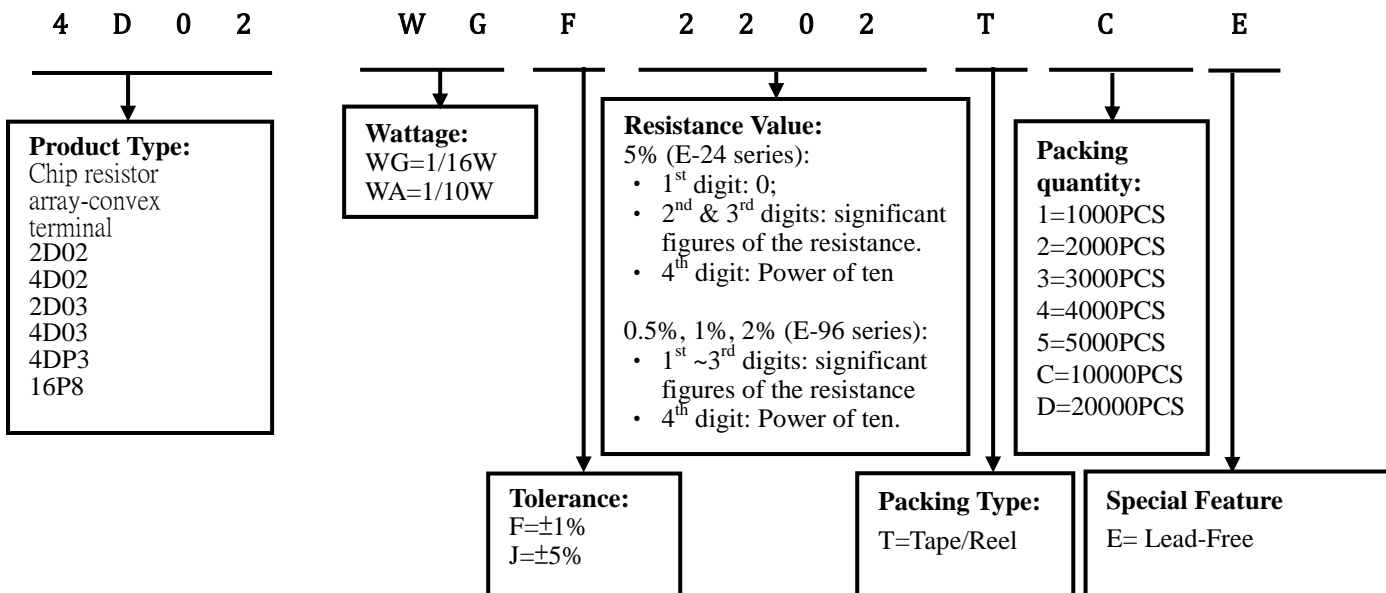 4 D 0 2 W G F 2 2 0 2 T C E
Product Type:
Chip resistor
array-convex
terminal
2D02
4D02
2D03
4D03
4DP3
16P8
Wattage:
WG=1/16W
WA=1/10W
Resistance Value:
5% (E-24 series):
• 1st digit: 0;
• 2nd & 3rd digits: significant
figures of the resistance.
• 4th digit: Power of ten
0.5%, 1%, 2% (E-96 series):
• 1st ~3rd digits: significant
figures of the resistance
• 4th digit: Power of ten.
Packing
quantity:
1=1000PCS
2=2000PCS
3=3000PCS
4=4000PCS
5=5000PCS
C=10000PCS
D=20000PCS
Tolerance:
F=±1%
J=±5%
Packing Type:
T=Tape/Reel
Special Feature
E= Lead-Free